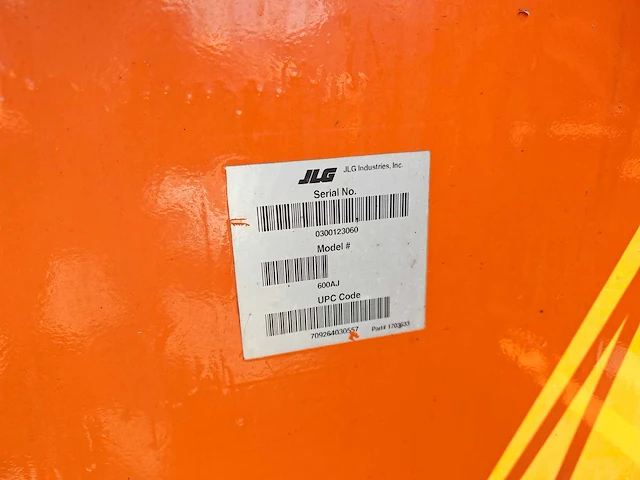 JLG JLG Industries, Inc.
Serial No.
0300123060
Model #
600AJ
UPC Code
709264030557 Part# 1703633